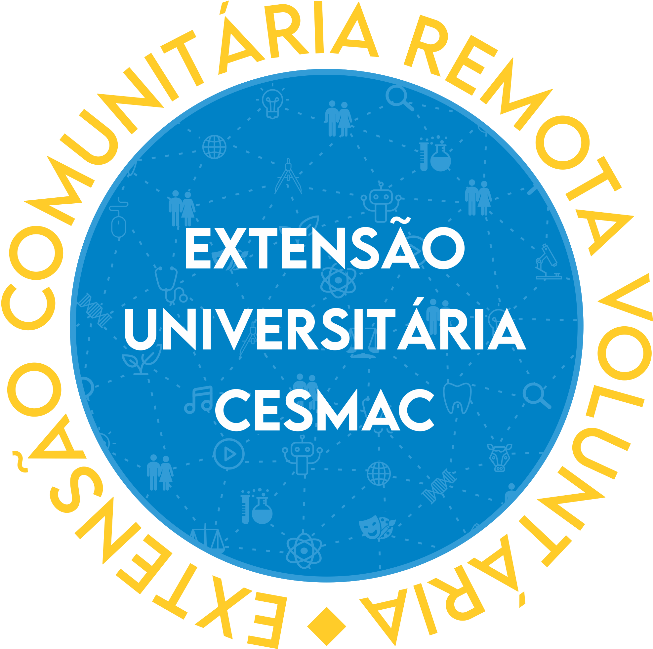 EXTENSÃO COMUNITÁRIA REMOTA VOLUNTÁRIA
EXTENSÃO
UNIVERSITÁRIA
CESMAC